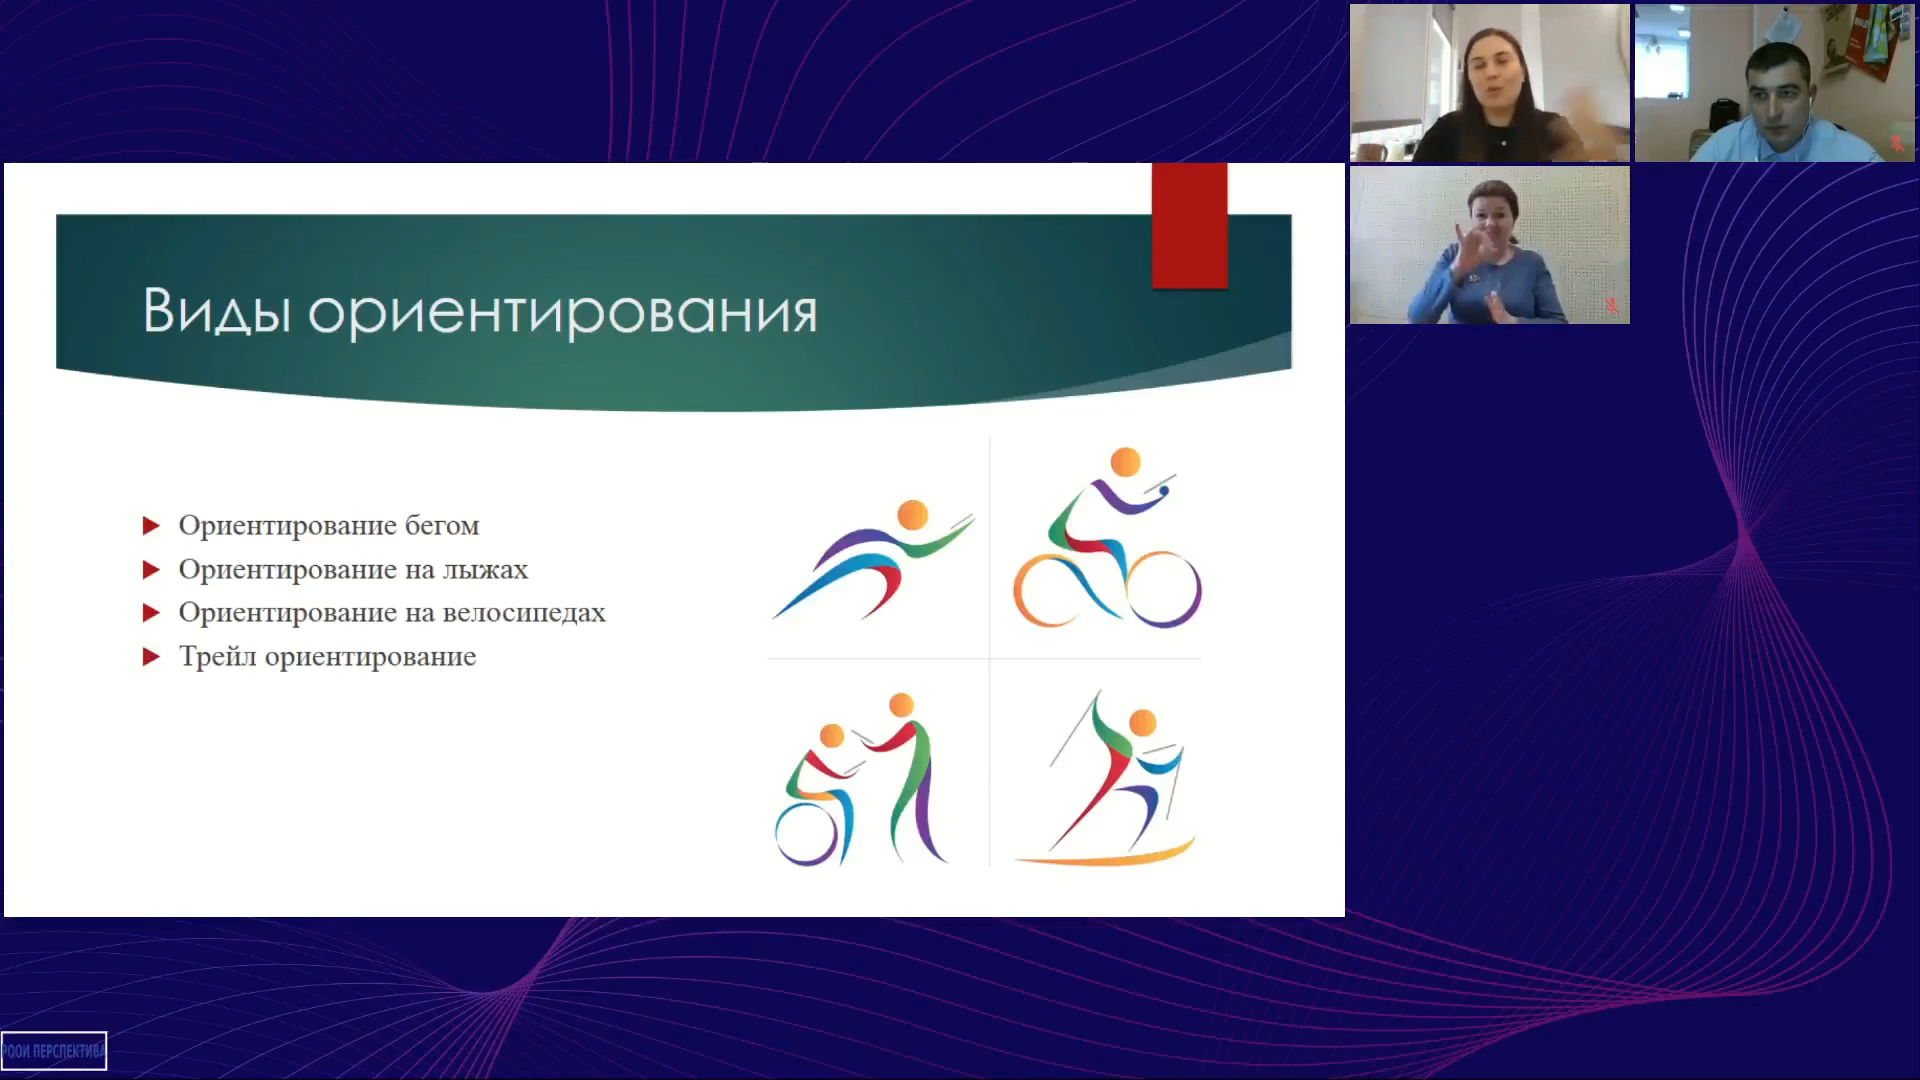 Виды ориентирования
Ориентирование бегом
Ориентирование на лыжах
Ориентирование на велосипедах
Трейл ориентирование
РООИ ПЕРСПЕКТИВА